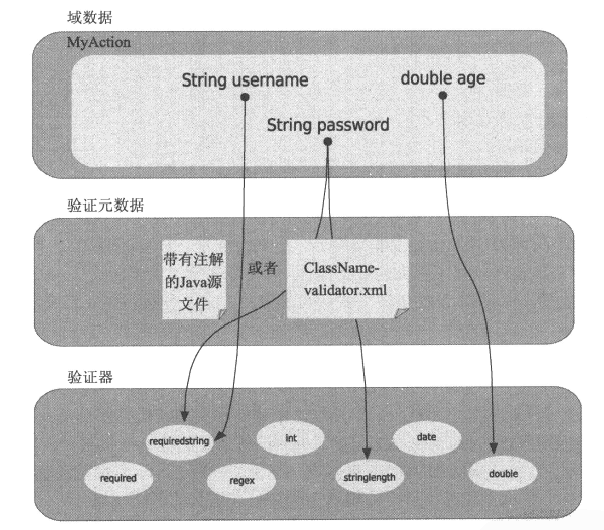 域数据
MyAction
String username
double age
String password
验证元数据
带有注解
的Java源
文件
或者
ClassName-
validator.xml
验证器
requiredstring
int
date
required
regex
stringlength
double